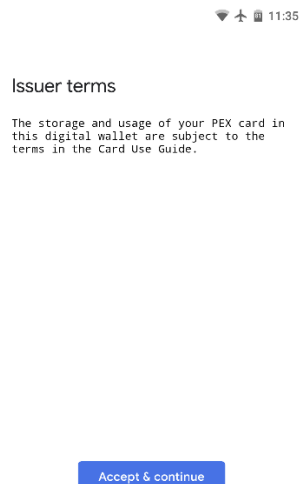 11:35
Issuer terms
The storage and usage of your PEX card in
this digital wallet are subject to the
terms in the Card Use Guide.
Accept & continue